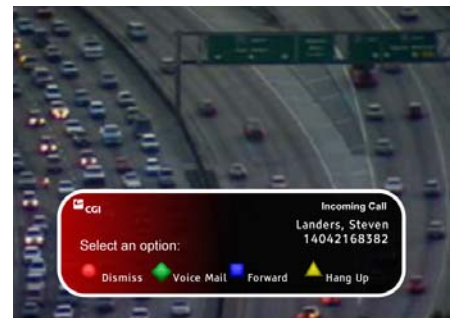 CGI
Incoming Call
Landers, Steven
14042168382
Select an option:
Dismiss Voice Mail Forward Hang Up